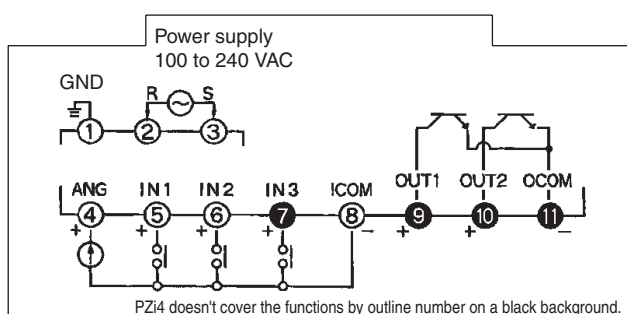 Power supply
100 to 240 VAC
GND
R S
1 2 3
ANG IN1 IN2 IN3 ICOM OUT1 OUT2 OCOM
4 5 6 7 8 9 10 11
+ + + + − + + −
PZi4 doesn't cover the functions by outline number on a black background.